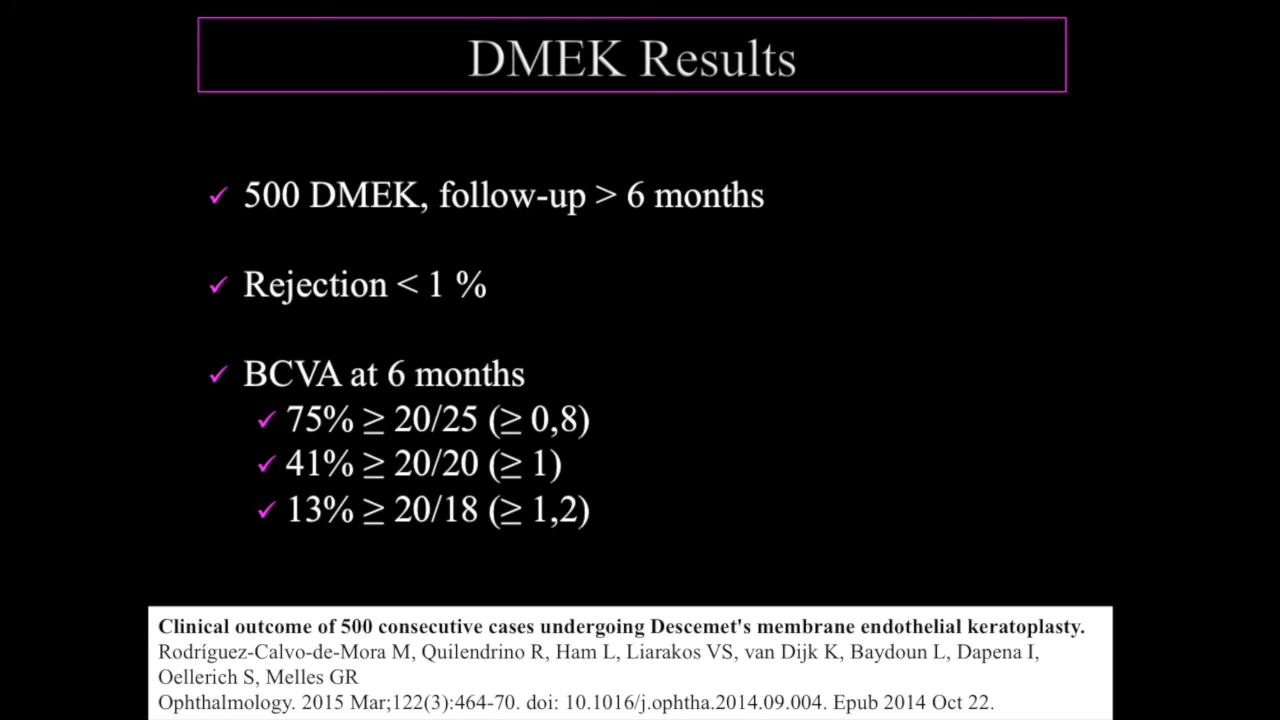 DMEK Results
✓ 500 DMEK, follow-up > 6 months
✓ Rejection < 1 %
✓ BCVA at 6 months
✓ 75% ≥ 20/25 (≥ 0,8)
✓ 41% ≥ 20/20 (≥ 1)
✓ 13% ≥ 20/18 (≥ 1,2)
Clinical outcome of 500 consecutive cases undergoing Descemet's membrane endothelial keratoplasty.
Rodríguez-Calvo-de-Mora M, Quilendrino R, Ham L, Liarakos VS, van Dijk K, Baydoun L, Dapena I,
Oellerich S, Melles GR
Ophthalmology. 2015 Mar;122(3):464-70. doi: 10.1016/j.ophtha.2014.09.004. Epub 2014 Oct 22.